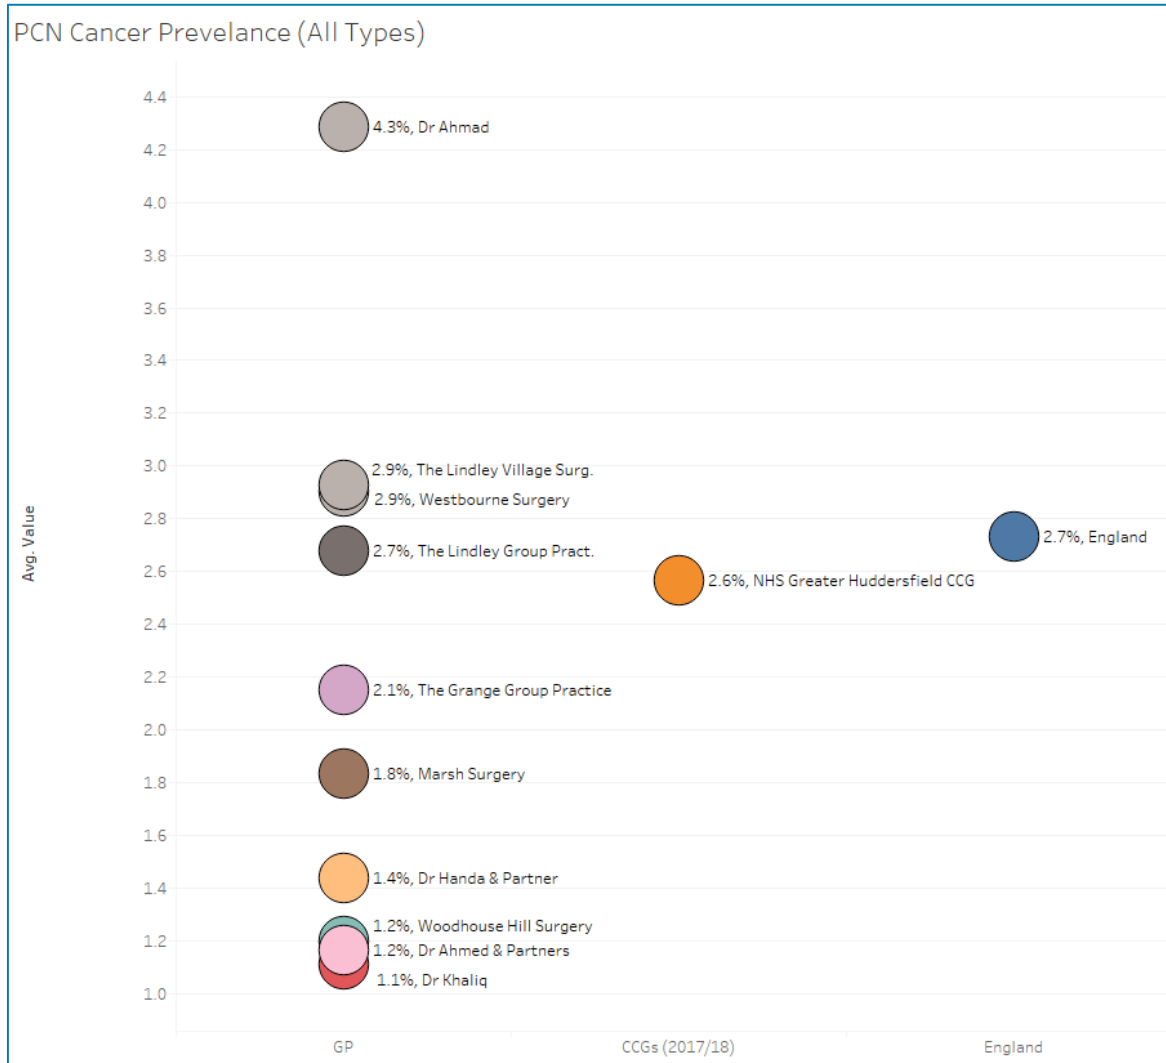 PCN Cancer Prevelance (All Types)
4.4
4.2
4.0
3.8
3.6
3.4
3.2
3.0
2.8
2.6
2.4
2.2
2.0
1.8
1.6
1.4
1.2
1.0
Avg. Value
4.3%, Dr Ahmad
2.9%, The Lindley Village Surg.
2.9%, Westbourne Surgery
2.7%, The Lindley Group Pract.
2.1%, The Grange Group Practice
1.8%, Marsh Surgery
1.4%, Dr Handa & Partner
1.2%, Woodhouse Hill Surgery
1.2%, Dr Ahmed & Partners
1.1%, Dr Khaliq
2.6%, NHS Greater Huddersfield CCG
2.7%, England
GP
CCGs (2017/18)
England